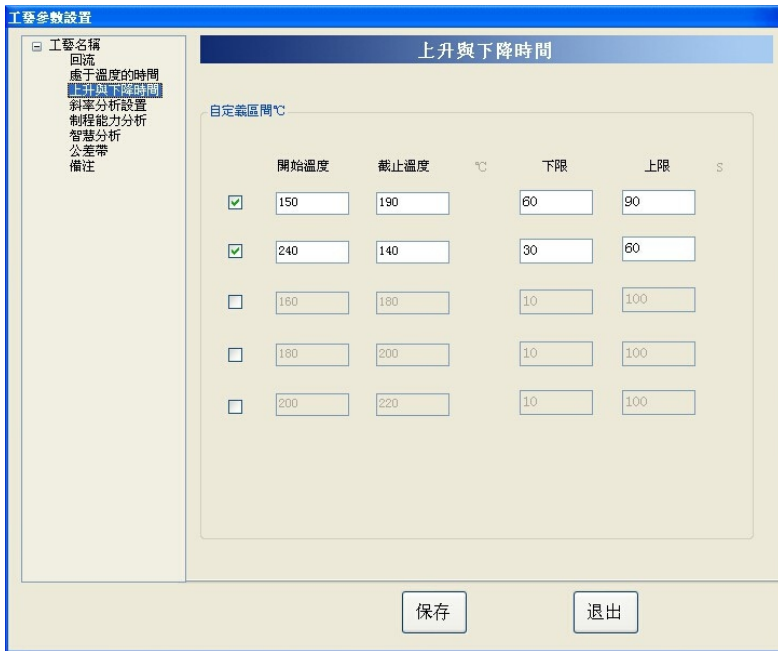 工藝參數設置
工藝名稱
回流
處于溫度的時間
上升與下降時間
斜率分析設置
制程能力分析
智慧分析
公差帶
備注
上升與下降時間
自定義區間℃
開始溫度 截止溫度 ℃ 下限 上限 S
150 190 60 90
240 140 30 60
160 180 10 100
180 200 10 100
200 220 10 100
保存 退出